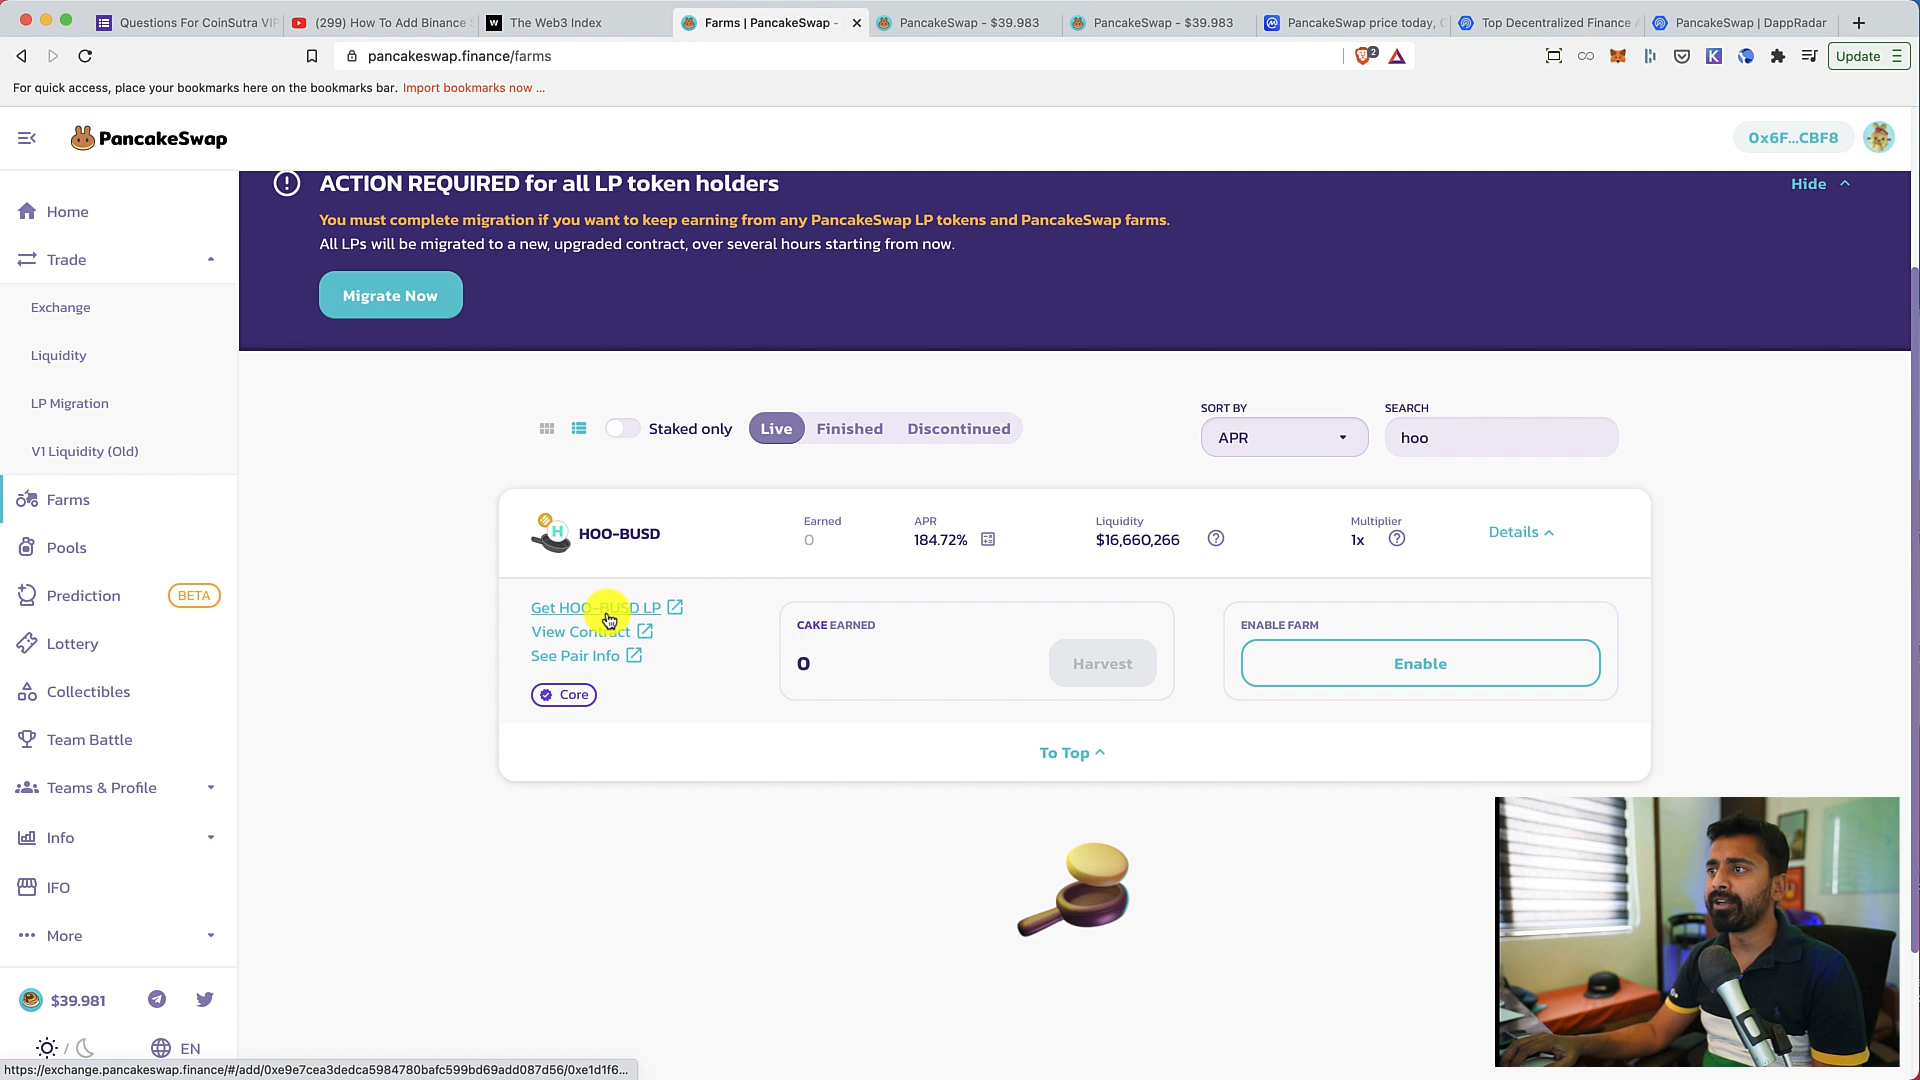 Questions For CoinSutra VIP
(299) How To Add Binance S
The Web3 Index
Farms | PancakeSwap -
PancakeSwap - $39.983
PancakeSwap - $39.983
PancakeSwap price today, C
Top Decentralized Finance A
PancakeSwap | DappRadar
pancakeswap.finance/farms
2
K
Update
For quick access, place your bookmarks here on the bookmarks bar. Import bookmarks now ...
PancakeSwap
0x6F...CBF8
ACTION REQUIRED for all LP token holders
Hide
You must complete migration if you want to keep earning from any PancakeSwap LP tokens and PancakeSwap farms.
All LPs will be migrated to a new, upgraded contract, over several hours starting from now.
Migrate Now
Home
Trade
Exchange
Liquidity
LP Migration
V1 Liquidity (Old)
Farms
Pools
Prediction
BETA
Lottery
Collectibles
Team Battle
Teams & Profile
Info
IFO
More
$39.981
/
EN
Staked only
Live
Finished
Discontinued
SORT BY
APR
SEARCH
hoo
HOO-BUSD
Earned
0
APR
184.72%
Liquidity
$16,660,266
Multiplier
1x
Details
Get HOO-BUSD LP
View Contract
See Pair Info
Core
CAKE EARNED
0
Harvest
ENABLE FARM
Enable
To Top
https://exchange.pancakeswap.finance/#/add/0xe9e7cea3dedca5984780bafc599bd69add087d56/0xe1d1f6...